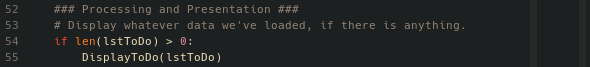 52 ### Processing and Presentation ###
53 # Display whatever data we've loaded, if there is anything.
54 if len(lstToDo) > 0:
55 DisplayToDo(lstToDo)